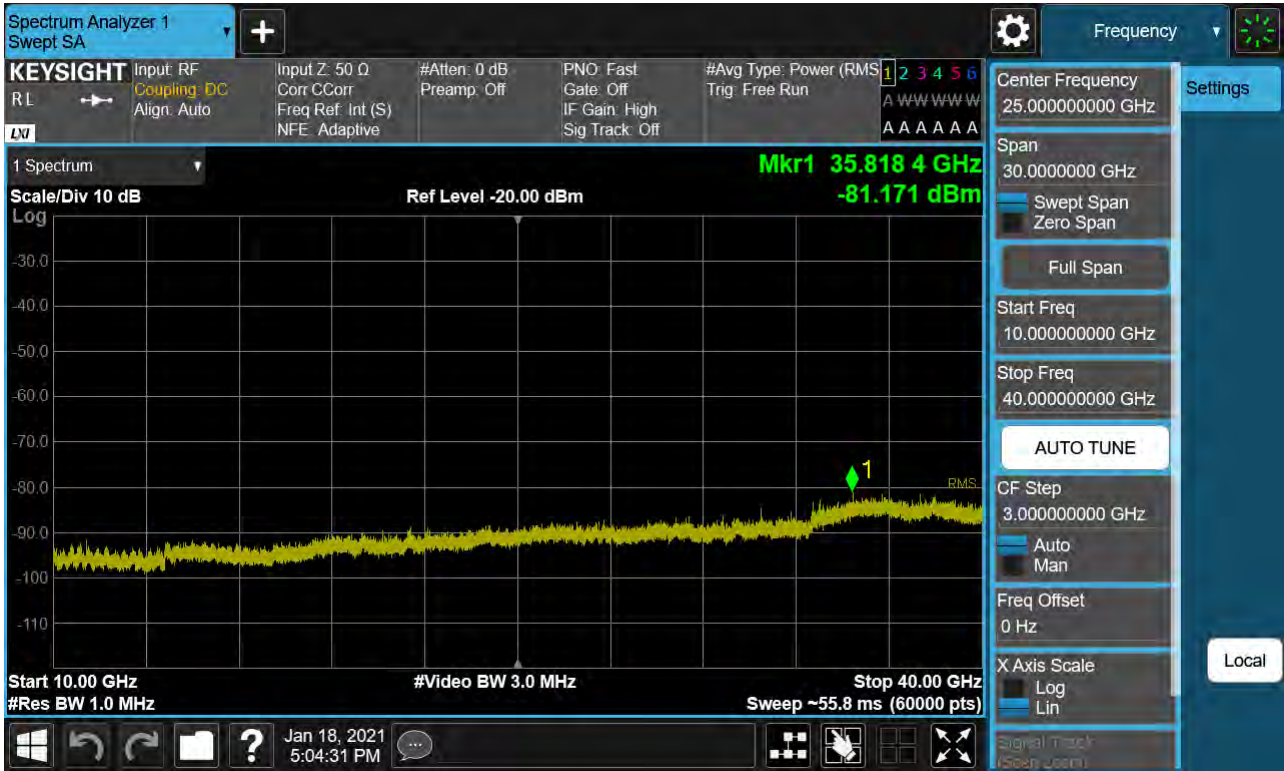 Spectrum Analyzer 1
Swept SA
Frequency
KEYSIGHT
R L
LXI
Input: RF
Coupling: DC
Align: Auto
Input Z: 50 Ω
Corr CCorr
Freq Ref: Int (S)
NFE: Adaptive
#Atten: 0 dB
Preamp: Off
PNO: Fast
Gate: Off
IF Gain: High
Sig Track: Off
#Avg Type: Power (RMS
Trig: Free Run
1 2 3 4 5 6
A W W W W W
A A A A A A
1 Spectrum
Scale/Div 10 dB
Log
Ref Level -20.00 dBm
Mkr1 35.818 4 GHz
-81.171 dBm
-30.0
-40.0
-50.0
-60.0
-70.0
-80.0
-90.0
-100
-110
1
RMS
Start 10.00 GHz
#Res BW 1.0 MHz
#Video BW 3.0 MHz
Stop 40.00 GHz
Sweep ~55.8 ms (60000 pts)
Center Frequency
25.000000000 GHz
Span
30.0000000 GHz
Swept Span
Zero Span
Full Span
Start Freq
10.000000000 GHz
Stop Freq
40.000000000 GHz
AUTO TUNE
CF Step
3.000000000 GHz
Auto
Man
Freq Offset
0 Hz
X Axis Scale
Log
Lin
Signal Track
(Span Zoom)
Settings
Local
?
Jan 18, 2021
5:04:31 PM